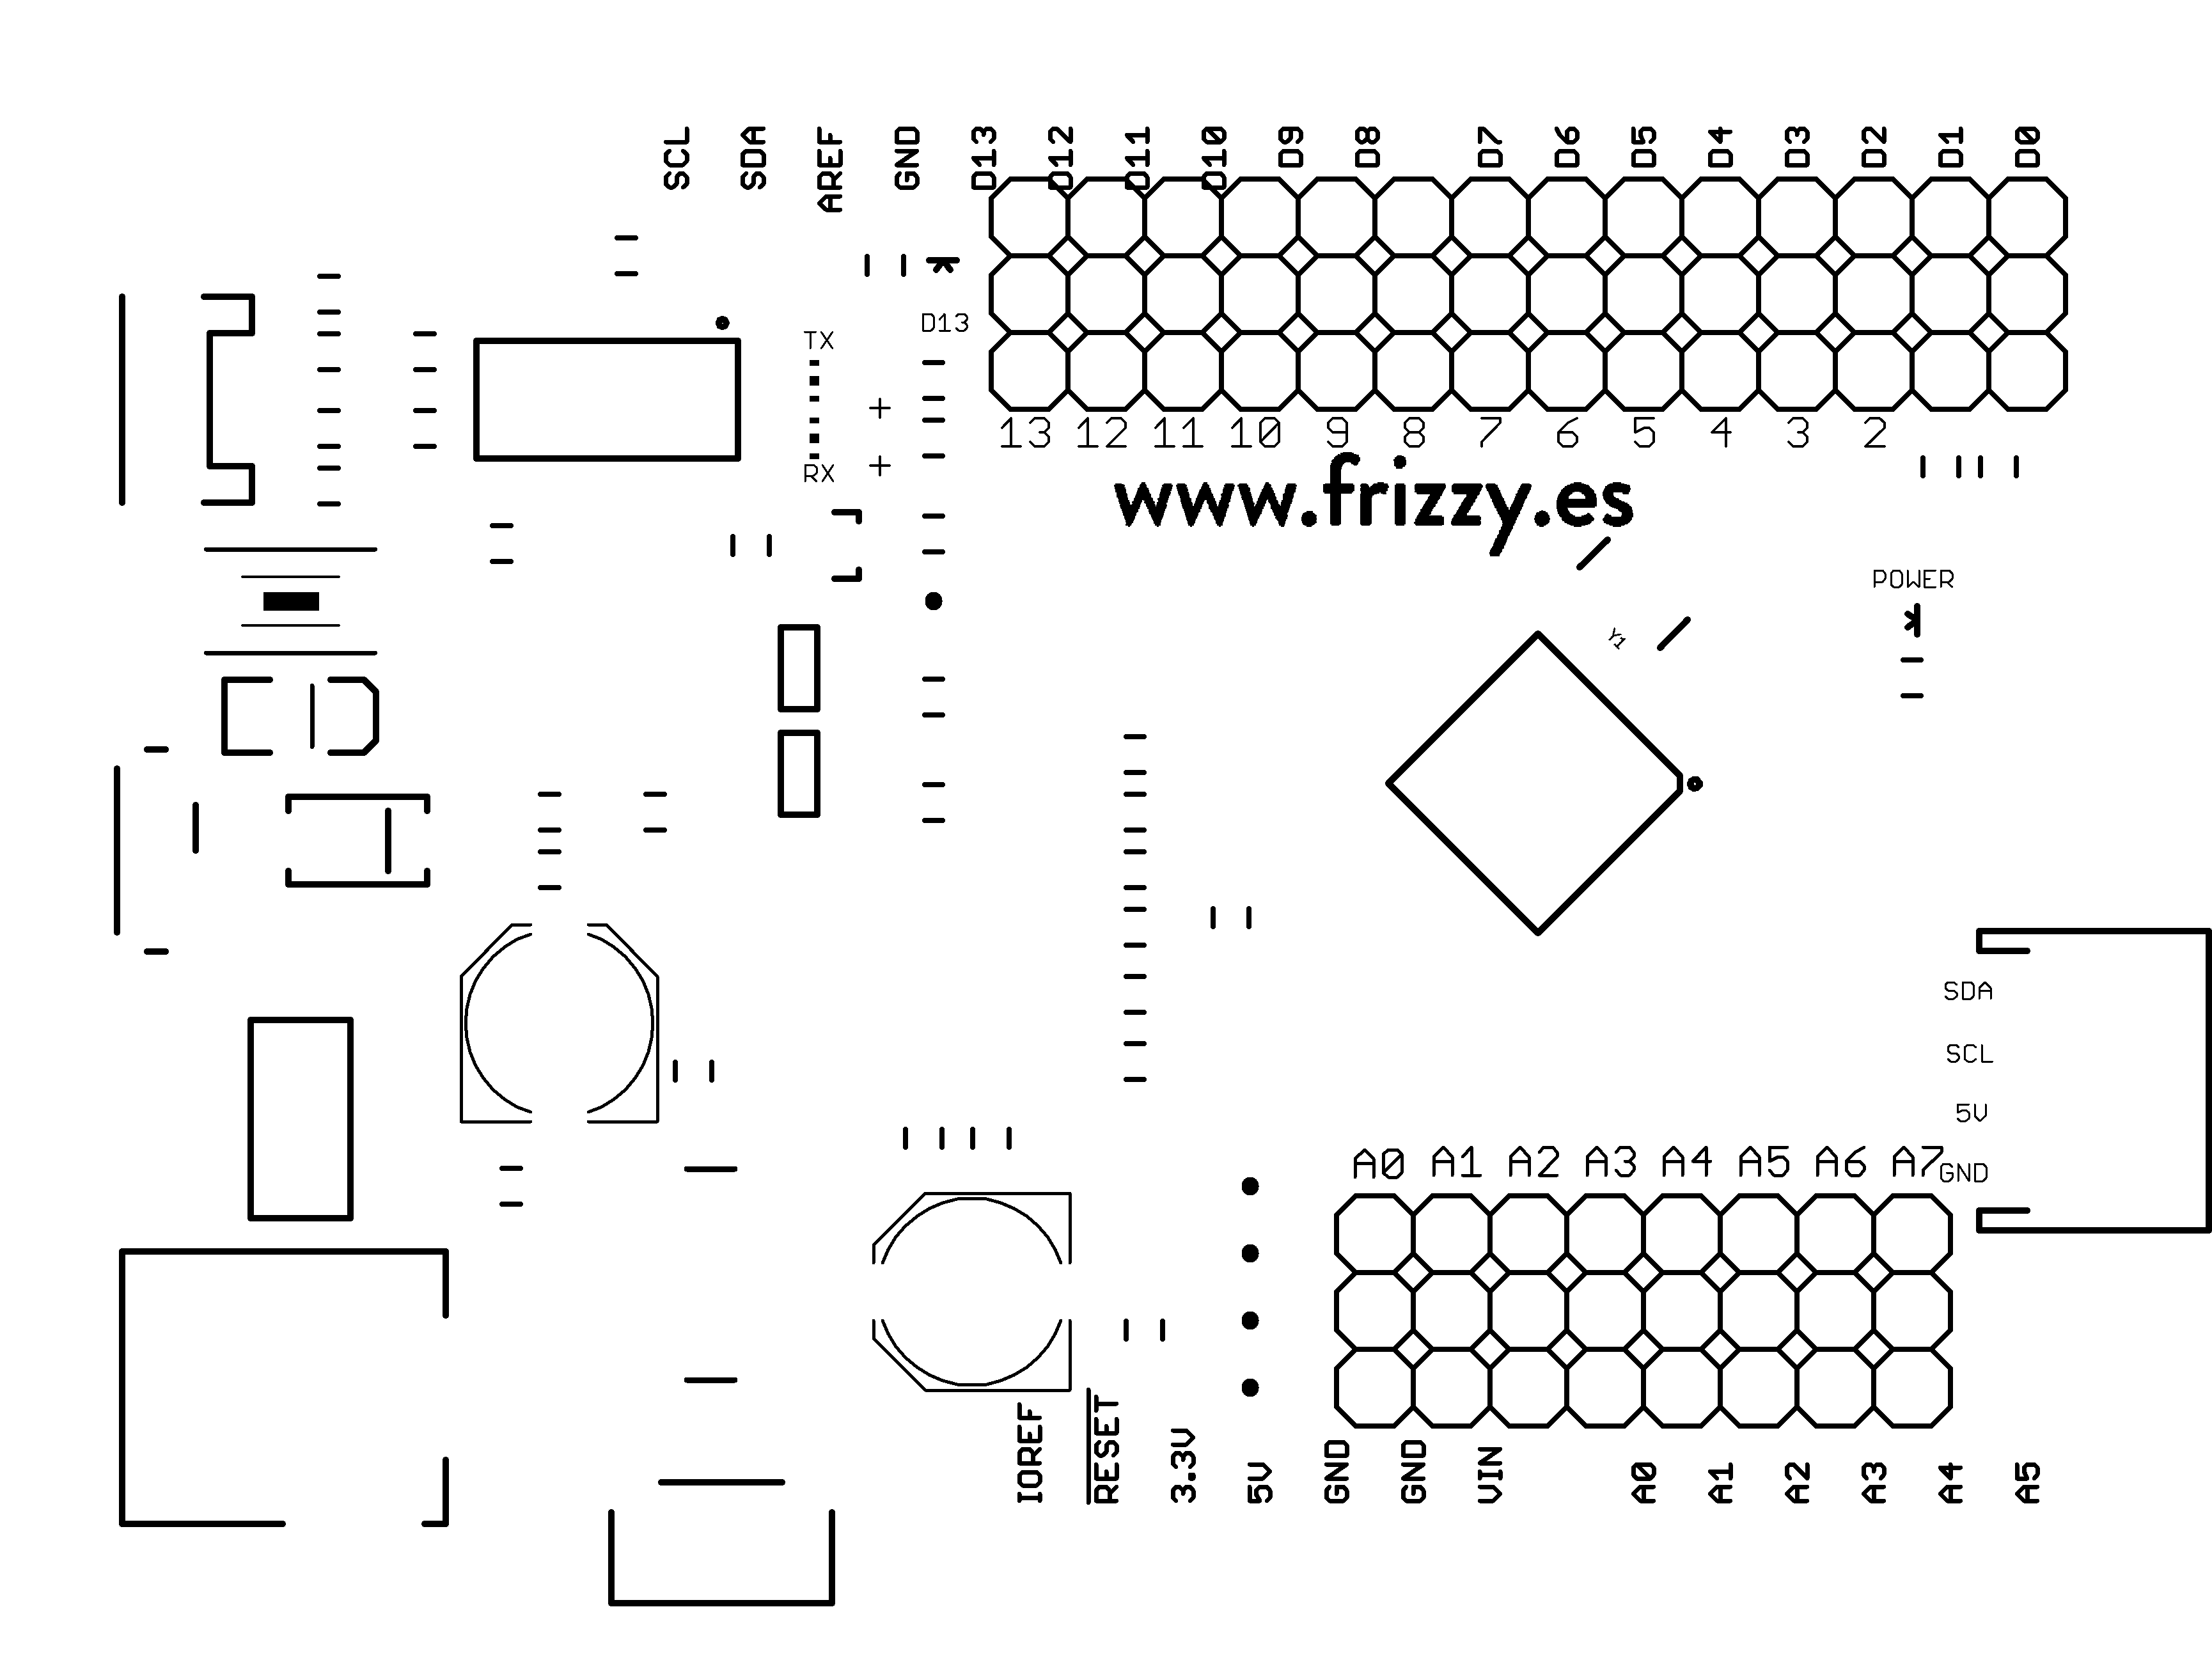 SCL SDA AREF GND D13 D12 D11 D10 D9 D8 D7 D6 D5 D4 D3 D2 D1 D0
D13
TX
RX
+
+
13 12 11 10 9 8 7 6 5 4 3 2
www.frizzy.es
POWER
Y1
SDA
SCL
5V
GND
A0 A1 A2 A3 A4 A5 A6 A7
IOREF RESET 3.3V 5V GND GND VIN A0 A1 A2 A3 A4 A5